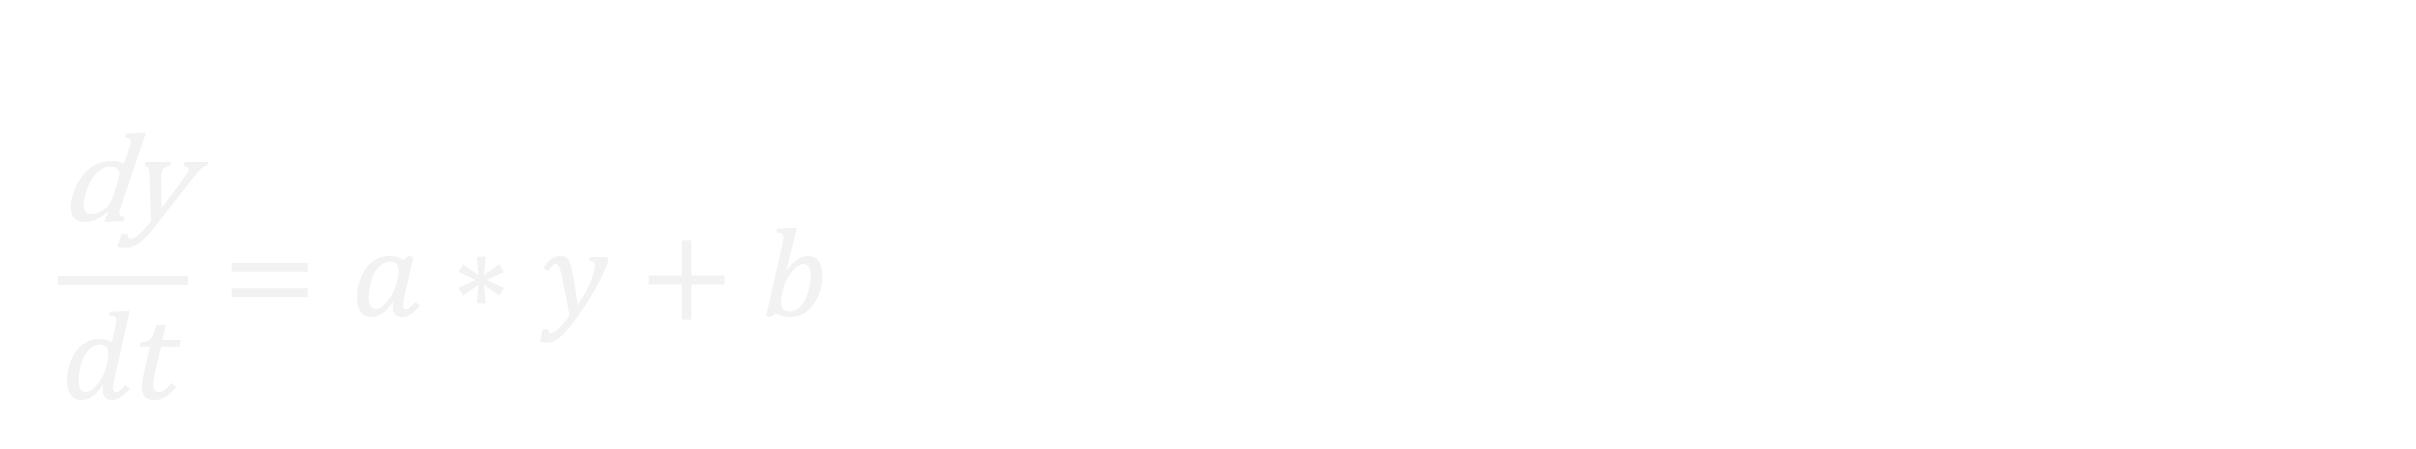 dy/dt = a * y + b